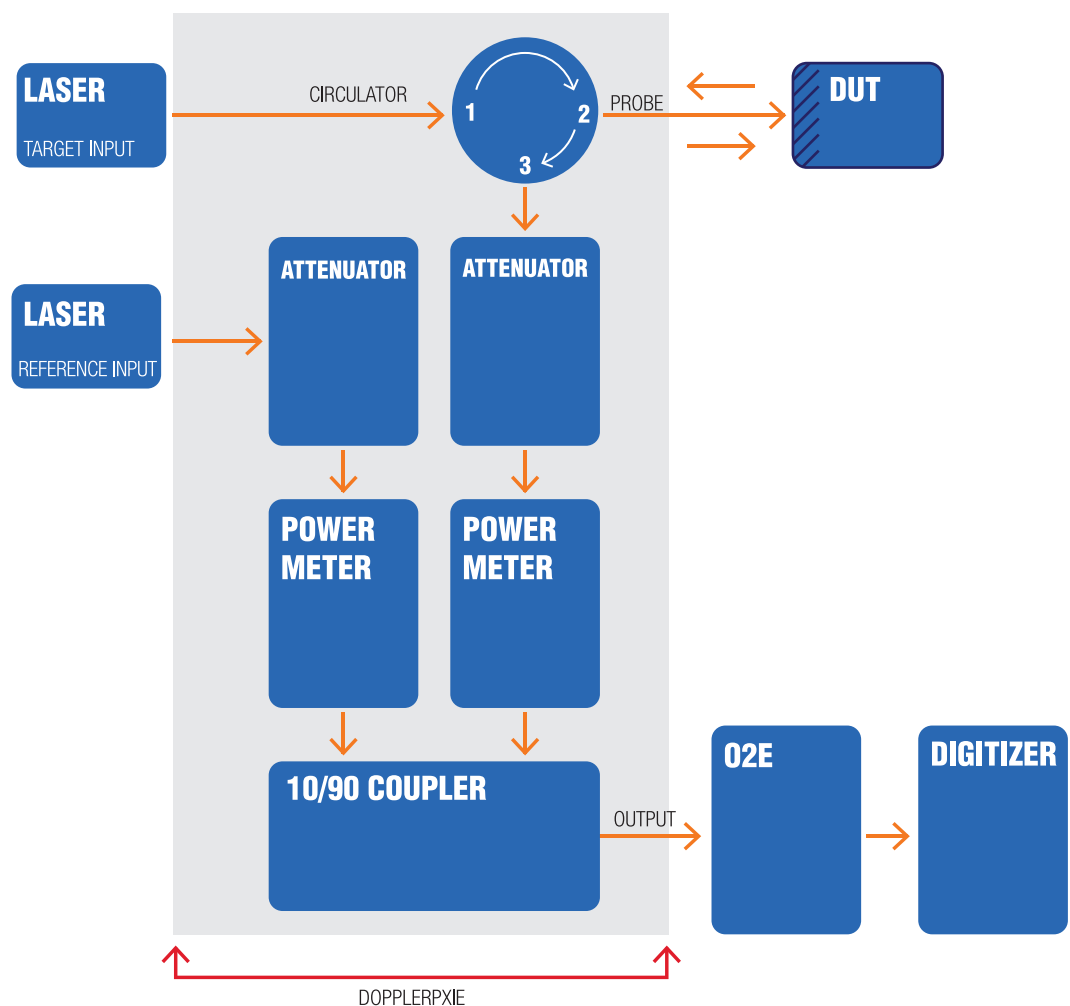 LASER
TARGET INPUT
CIRCULATOR
1
2
3
PROBE
DUT
LASER
REFERENCE INPUT
ATTENUATOR
ATTENUATOR
POWER
METER
POWER
METER
10/90 COUPLER
OUTPUT
O2E
DIGITIZER
DOPPLERPXIE